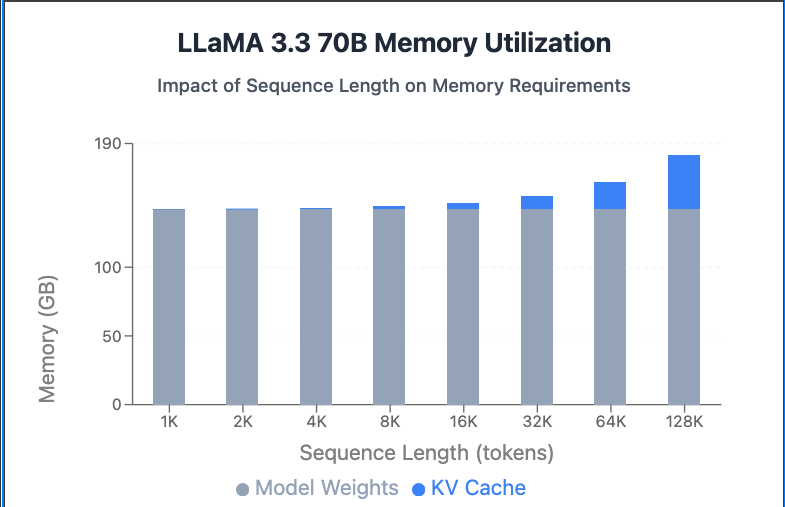 LLaMA 3.3 70B Memory Utilization
Impact of Sequence Length on Memory Requirements
190
100
50
0
Memory (GB)
1K 2K 4K 8K 16K 32K 64K 128K
Sequence Length (tokens)
Model Weights KV Cache